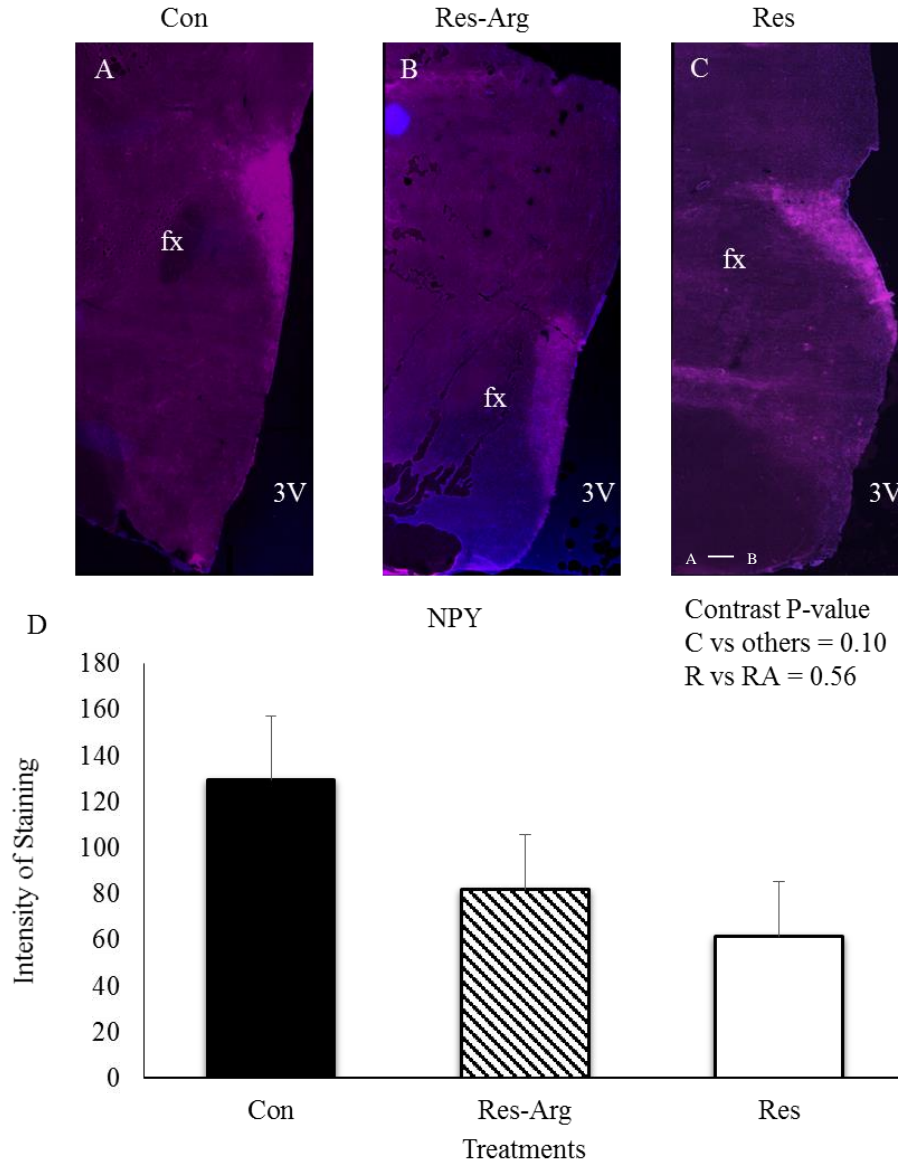 Con Res-Arg Res
A B C
fx fx fx
3V 3V 3V
A B
D NPY
Contrast P-value
C vs others = 0.10
R vs RA = 0.56
180
160
140
120
100
80
60
40
20
0
Intensity of Staining
Con Res-Arg Res
Treatments